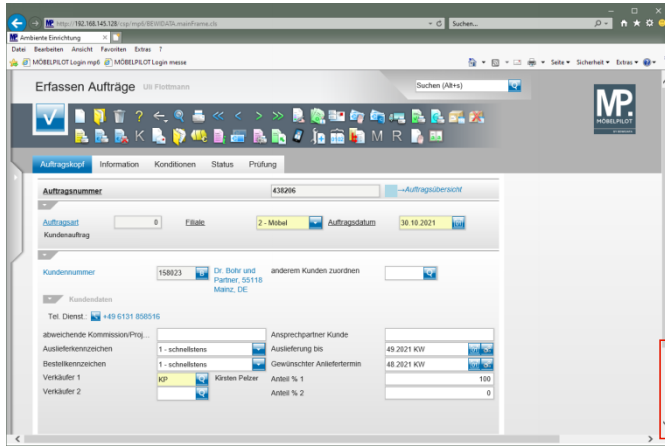 http://192.168.145.128/ccp/mp6/BEWIDATA.mainFrame.cls
Suchen...
Ambiente Einrichtung
Datei Bearbeiten Ansicht Favoriten Extras ?
MÖBELPILOT Login mp6 MÖBELPILOT Login messe
Seite Sicherheit Extras
Erfassen Aufträge Uli Fluttmann
Suchen (Alt+s)
MP.
MÖBELPILOT
K M R
Auftragskopf Information Konditionen Status Prüfung
Auftragsnummer 438206 →Auftragsübersicht
Auftragsart 0 Filiale 2 - Möbel Auftragsdatum 30.10.2021
Kundenauftrag
Kundennummer 158023 Dr. Bohr und anderem Kunden zuordnen
Partner, 55118
Mainz, DE
Kundendaten
Tel. Dienst.: +49 6131 858516
abweichende Kommission/Proj... Ansprechpartner Kunde
Auslieferkennzeichen 1 - schnellstens Auslieferung bis 49.2021 KW
Bestellkennzeichen 1 - schnellstens Gewünschter Anliefertermin 48.2021 KW
Verkäufer 1 KP Kirsten Pelzer Anteil % 1 100
Verkäufer 2 Anteil % 2 0